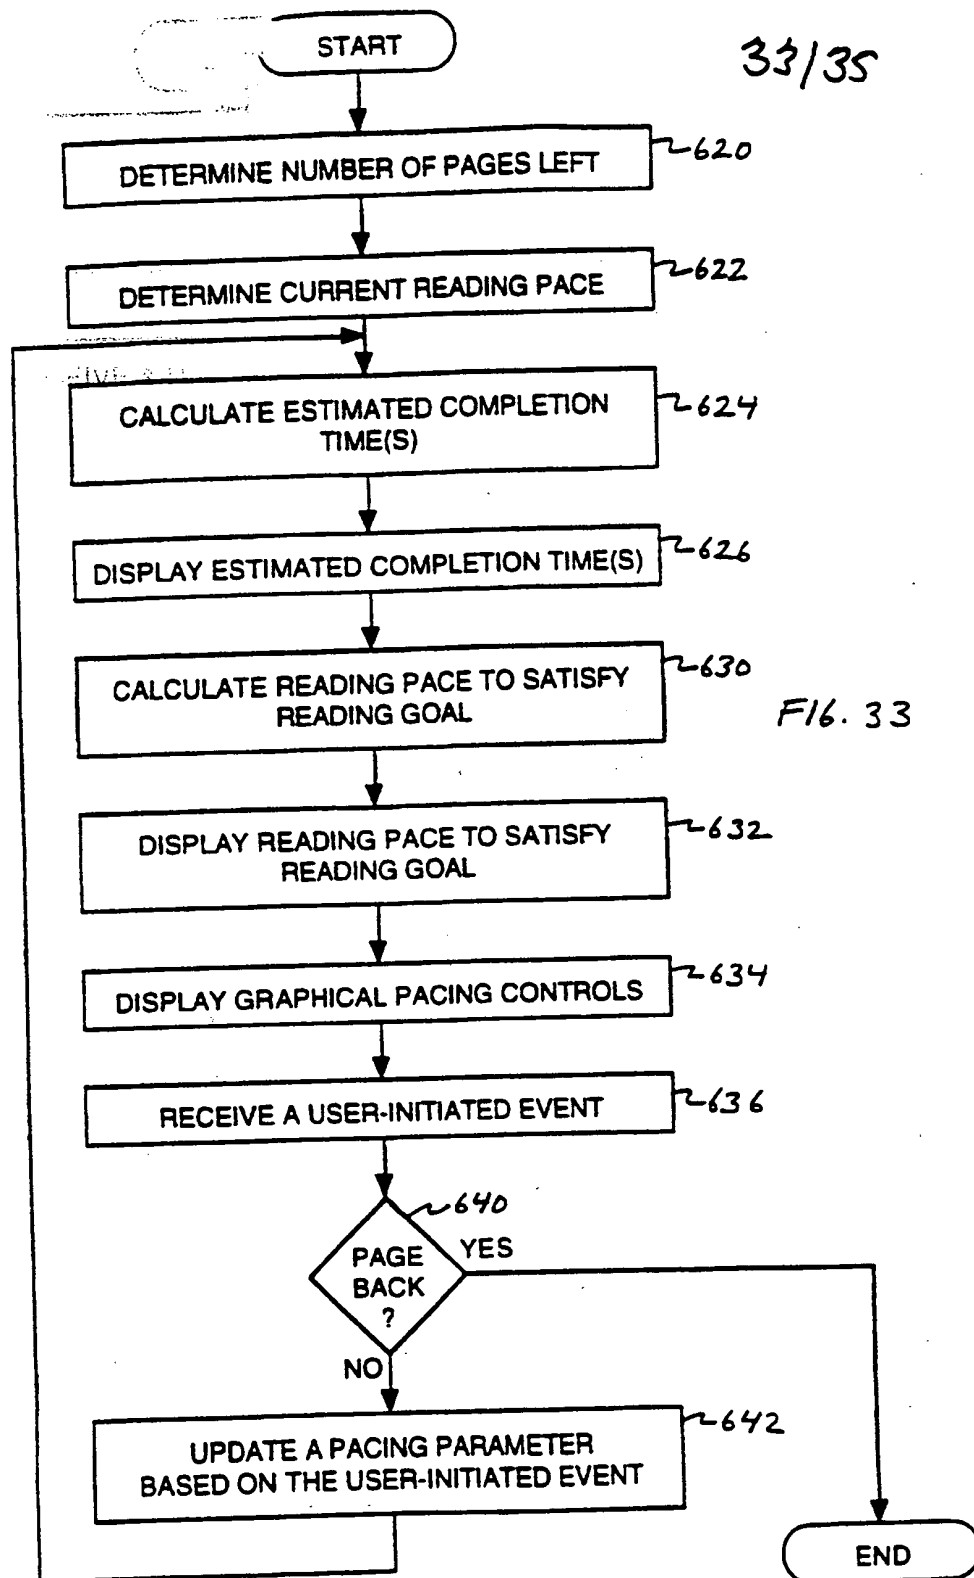 START
33/35
DETERMINE NUMBER OF PAGES LEFT
620
DETERMINE CURRENT READING PACE
622
CALCULATE ESTIMATED COMPLETION
TIME(S)
624
DISPLAY ESTIMATED COMPLETION TIME(S)
626
CALCULATE READING PACE TO SATISFY
READING GOAL
630
FIG. 33
DISPLAY READING PACE TO SATISFY
READING GOAL
632
DISPLAY GRAPHICAL PACING CONTROLS
634
RECEIVE A USER-INITIATED EVENT
636
640
PAGE
BACK
?
YES
NO
UPDATE A PACING PARAMETER
BASED ON THE USER-INITIATED EVENT
642
END